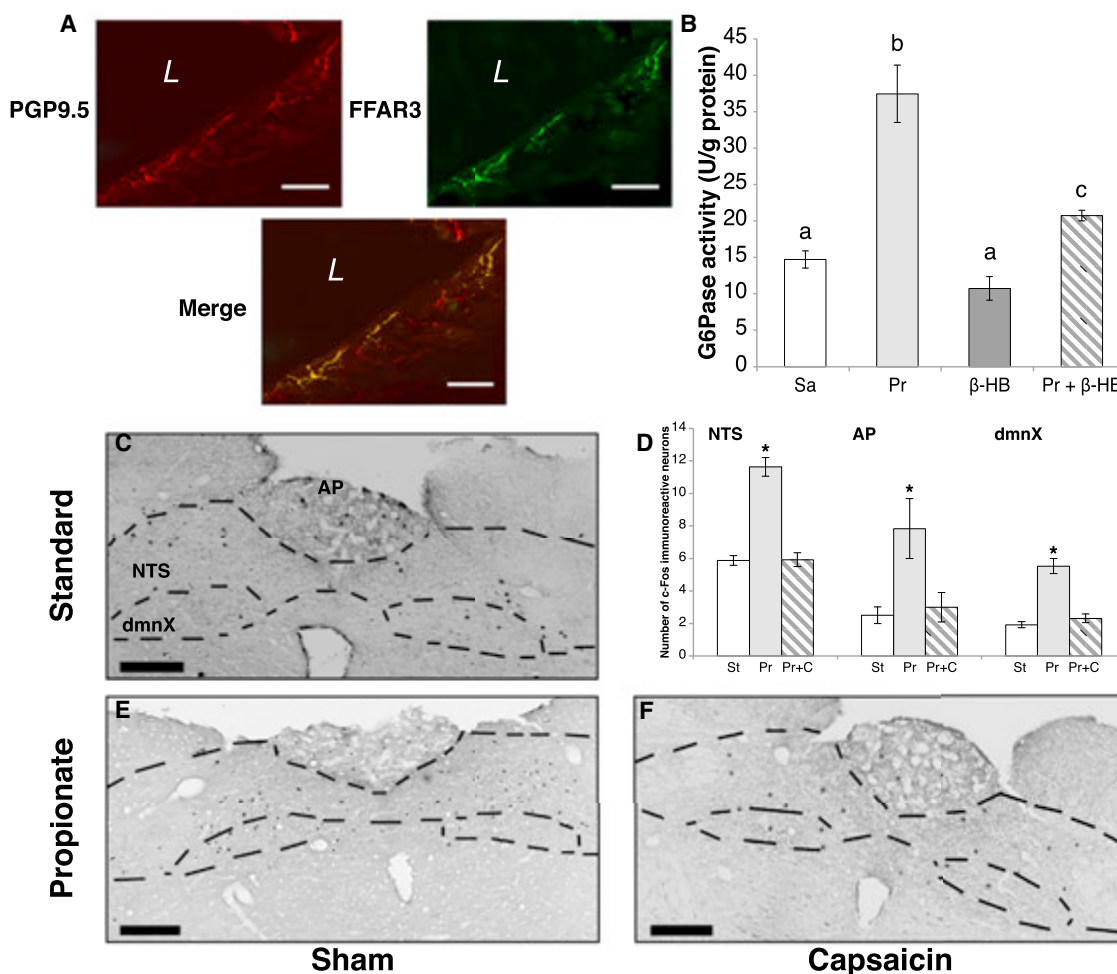 A
L
L
PGP9.5
FFAR3
L
Merge
B
G6Pase activity (U/g protein)
45
40
35
30
25
20
15
10
5
0
a
b
a
c
Sa
Pr
β-HB
Pr + β-HB
Standard
C
AP
NTS
dmnX
D
Number of c-Fos immunoreactive neurons
14
12
10
8
6
4
2
0
NTS
AP
dmnX
*
*
*
St Pr Pr+C
St Pr Pr+C
St Pr Pr+C
Propionate
E
F
Sham
Capsaicin